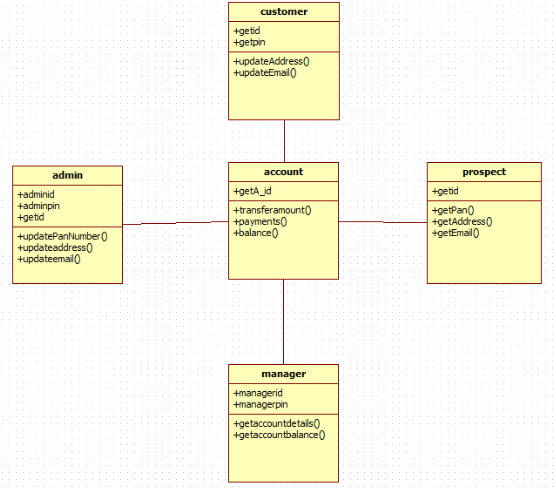 customer
+getid
+getpin
+updateAddress()
+updateEmail()
admin
+adminid
+adminpin
+getid
+updatePanNumber()
+updateaddress()
+updateemail()
account
+getA_id
+transferamount()
+payments()
+balance()
prospect
+getid
+getPan()
+getAddress()
+getEmail()
manager
+managerid
+managerpin
+getaccountdetails()
+getaccountbalance()